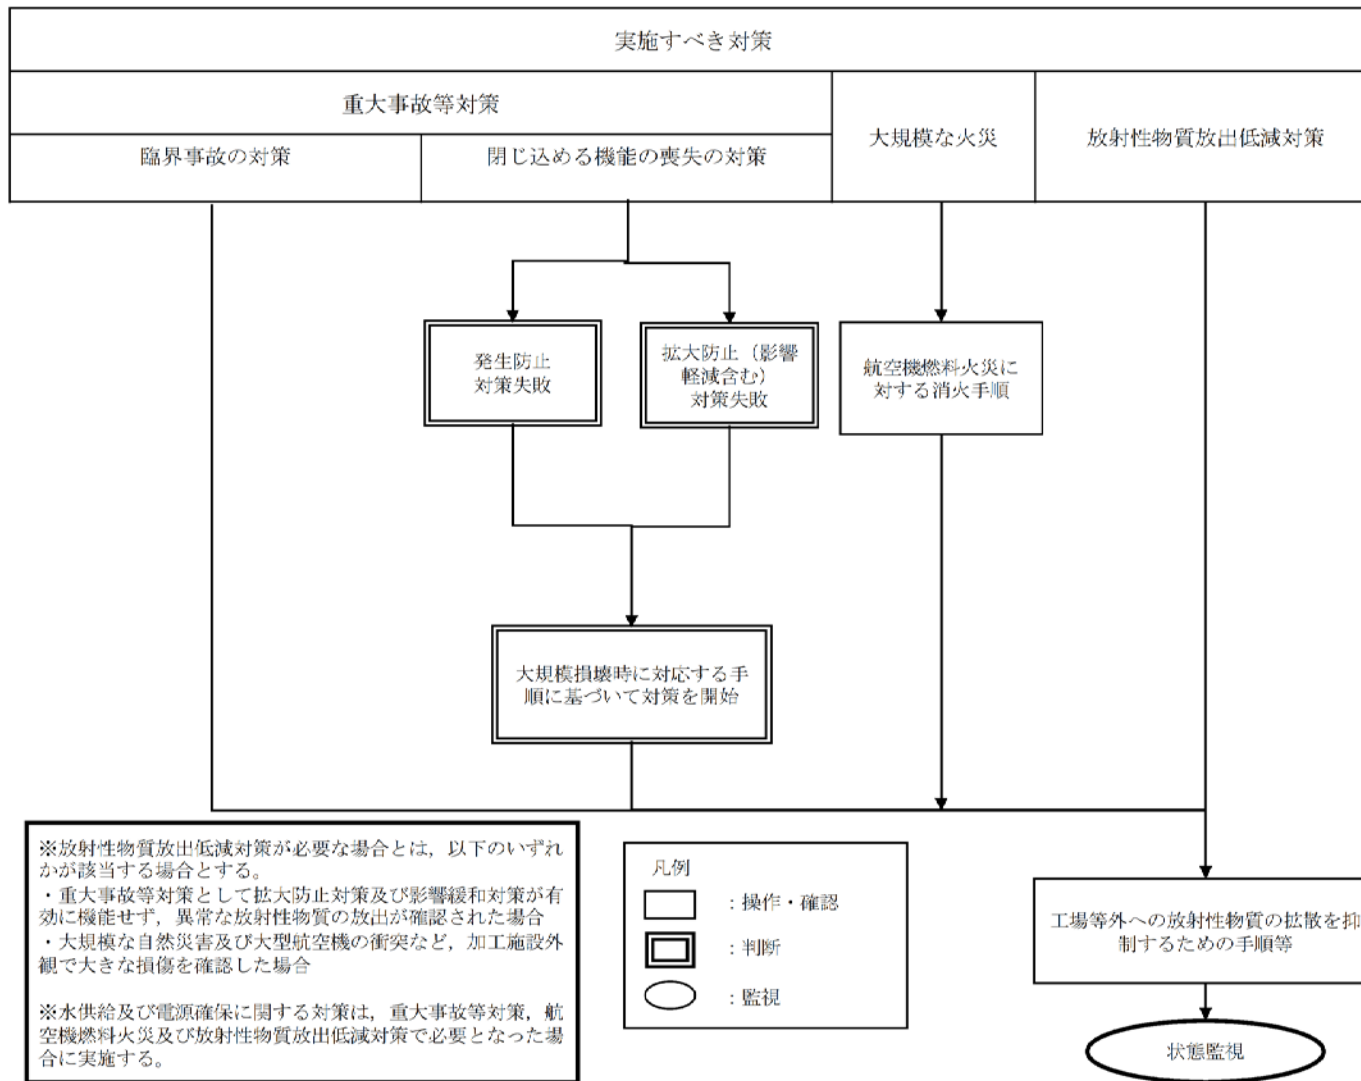 実施すべき対策
重大事故等対策
大規模な火災
放射性物質放出低減対策
臨界事故の対策
閉じ込める機能の喪失の対策
発生防止
対策失敗
拡大防止（影響
軽減含む）
対策失敗
航空機燃料火災に
対する消火手順
大規模損壊時に対応する手
順に基づいて対策を開始
※放射性物質放出低減対策が必要な場合とは，以下のいずれ
かが該当する場合とする。
・重大事故等対策として拡大防止対策及び影響緩和対策が有
効に機能せず，異常な放射性物質の放出が確認された場合
・大規模な自然災害及び大型航空機の衝突など，加工施設外
観で大きな損傷を確認した場合
※水供給及び電源確保に関する対策は，重大事故等対策，航
空機燃料火災及び放射性物質放出低減対策で必要となった場
合に実施する。
凡例
：操作・確認
：判断
：監視
工場等外への放射性物質の拡散を抑
制するための手順等
状態監視